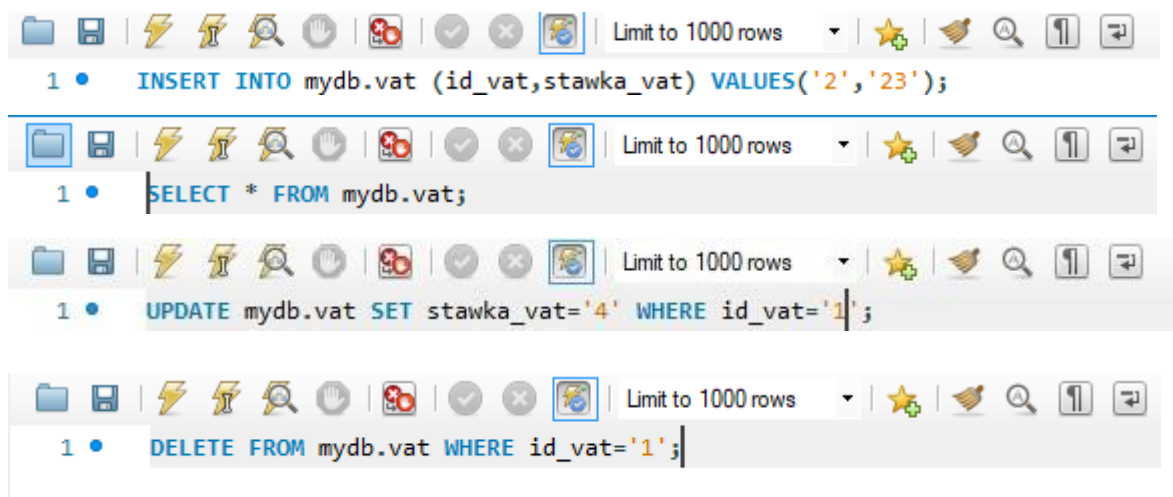 Limit to 1000 rows
1 INSERT INTO mydb.vat (id_vat,stawka_vat) VALUES('2','23');
Limit to 1000 rows
1 SELECT * FROM mydb.vat;
Limit to 1000 rows
1 UPDATE mydb.vat SET stawka_vat='4' WHERE id_vat='1';
Limit to 1000 rows
1 DELETE FROM mydb.vat WHERE id_vat='1';